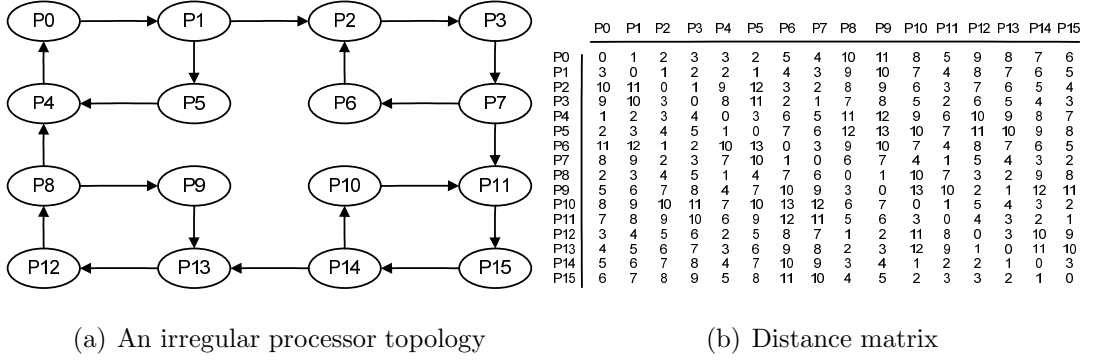 P0 P1 P2 P3
P4 P5 P6 P7
P8 P9 P10 P11
P12 P13 P14 P15
(a) An irregular processor topology
P0 P1 P2 P3 P4 P5 P6 P7 P8 P9 P10 P11 P12 P13 P14 P15
P0 0 1 2 3 3 2 5 4 10 11 8 5 9 8 7 6
P1 3 0 1 2 2 1 4 3 9 10 7 4 8 7 6 5
P2 10 11 0 1 9 12 3 2 8 9 6 3 7 6 5 4
P3 9 10 3 0 8 11 2 1 7 8 5 2 6 5 4 3
P4 1 2 3 4 0 3 6 5 11 12 9 6 10 9 8 7
P5 2 3 4 5 1 0 7 6 12 13 10 7 11 10 9 8
P6 11 12 1 2 10 13 0 3 9 10 7 4 8 7 6 5
P7 8 9 2 3 7 10 1 0 6 7 4 1 5 4 3 2
P8 2 3 4 5 1 4 7 6 0 1 10 7 3 2 9 8
P9 5 6 7 8 4 7 10 9 3 0 13 10 2 1 12 11
P10 8 9 10 11 7 10 13 12 6 7 0 1 5 4 3 2
P11 7 8 9 10 6 9 12 11 5 6 3 0 4 3 2 1
P12 3 4 5 6 2 5 8 7 1 2 11 8 0 3 10 9
P13 4 5 6 7 3 6 9 8 2 3 12 9 1 0 11 10
P14 5 6 7 8 4 7 10 9 3 4 1 2 2 1 0 3
P15 6 7 8 9 5 8 11 10 4 5 2 3 3 2 1 0
(b) Distance matrix